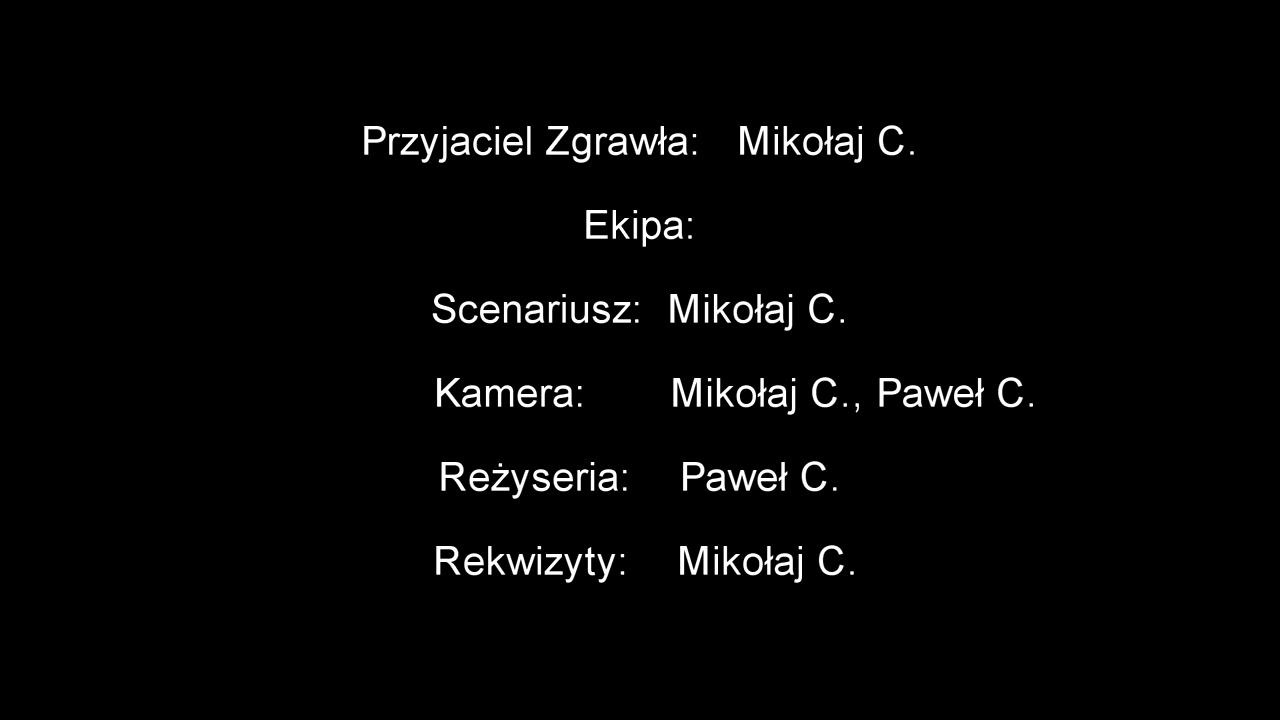 Przyjaciel Zgrawła: Mikołaj C.
Ekipa:
Scenariusz: Mikołaj C.
Kamera: Mikołaj C., Paweł C.
Reżyseria: Paweł C.
Rekwizyty: Mikołaj C.